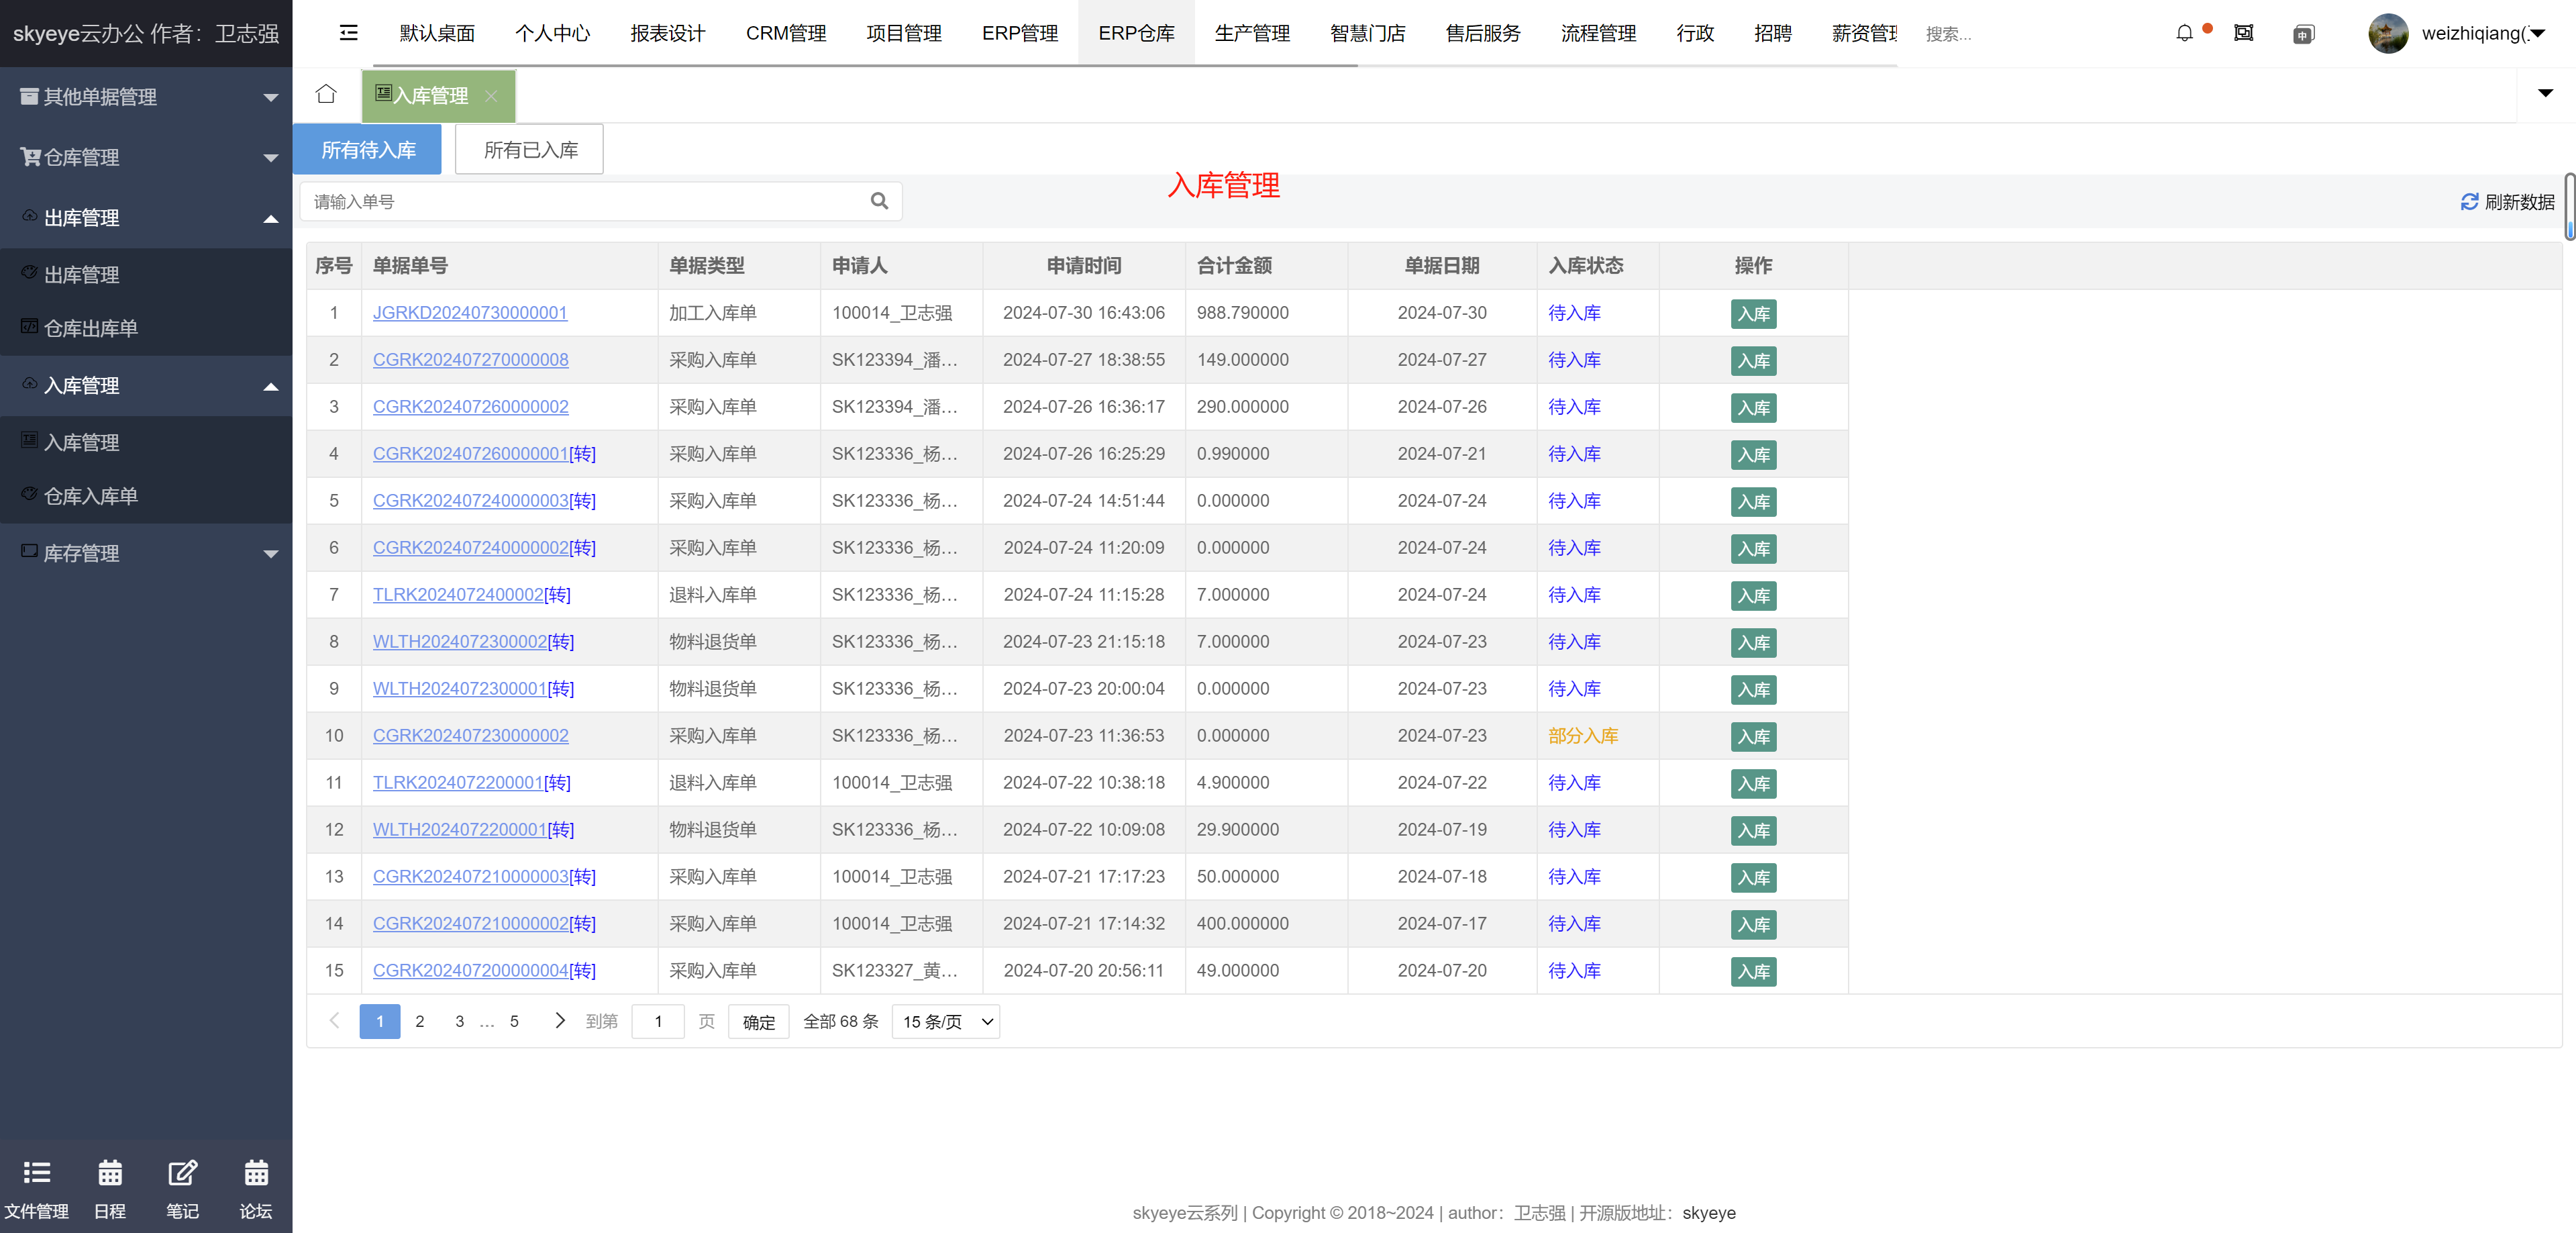 skyeye云办公 作者：卫志强
默认桌面 个人中心 报表设计 CRM管理 项目管理 ERP管理 ERP仓库 生产管理 智慧门店 售后服务 流程管理 行政 招聘 薪资管理 搜索... 中 weizhiqiang(
其他单据管理
仓库管理
出库管理
出库管理
仓库出库单
入库管理
入库管理
仓库入库单
库存管理
文件管理 日程 笔记 论坛
入库管理
所有待入库 所有已入库
入库管理
请输入单号 刷新数据
序号 单据单号 单据类型 申请人 申请时间 合计金额 单据日期 入库状态 操作
1 JGRKD20240730000001 加工入库单 100014_卫志强 2024-07-30 16:43:06 988.790000 2024-07-30 待入库 入库
2 CGRK202407270000008 采购入库单 SK123394_潘… 2024-07-27 18:38:55 149.000000 2024-07-27 待入库 入库
3 CGRK202407260000002 采购入库单 SK123394_潘… 2024-07-26 16:36:17 290.000000 2024-07-26 待入库 入库
4 CGRK202407260000001[转] 采购入库单 SK123336_杨… 2024-07-26 16:25:29 0.990000 2024-07-21 待入库 入库
5 CGRK202407240000003[转] 采购入库单 SK123336_杨… 2024-07-24 14:51:44 0.000000 2024-07-24 待入库 入库
6 CGRK202407240000002[转] 采购入库单 SK123336_杨… 2024-07-24 11:20:09 0.000000 2024-07-24 待入库 入库
7 TLRK2024072400002[转] 退料入库单 SK123336_杨… 2024-07-24 11:15:28 7.000000 2024-07-24 待入库 入库
8 WLTH2024072300002[转] 物料退货单 SK123336_杨… 2024-07-23 21:15:18 7.000000 2024-07-23 待入库 入库
9 WLTH2024072300001[转] 物料退货单 SK123336_杨… 2024-07-23 20:00:04 0.000000 2024-07-23 待入库 入库
10 CGRK202407230000002 采购入库单 SK123336_杨… 2024-07-23 11:36:53 0.000000 2024-07-23 部分入库 入库
11 TLRK2024072200001[转] 退料入库单 100014_卫志强 2024-07-22 10:38:18 4.900000 2024-07-22 待入库 入库
12 WLTH2024072200001[转] 物料退货单 SK123336_杨… 2024-07-22 10:09:08 29.900000 2024-07-19 待入库 入库
13 CGRK202407210000003[转] 采购入库单 100014_卫志强 2024-07-21 17:17:23 50.000000 2024-07-18 待入库 入库
14 CGRK202407210000002[转] 采购入库单 100014_卫志强 2024-07-21 17:14:32 400.000000 2024-07-17 待入库 入库
15 CGRK202407200000004[转] 采购入库单 SK123327_黄… 2024-07-20 20:56:11 49.000000 2024-07-20 待入库 入库
1 2 3 … 5 到第 1 页 确定 全部 68 条 15 条/页
skyeye云系列 | Copyright © 2018~2024 | author：卫志强 | 开源版地址：skyeye